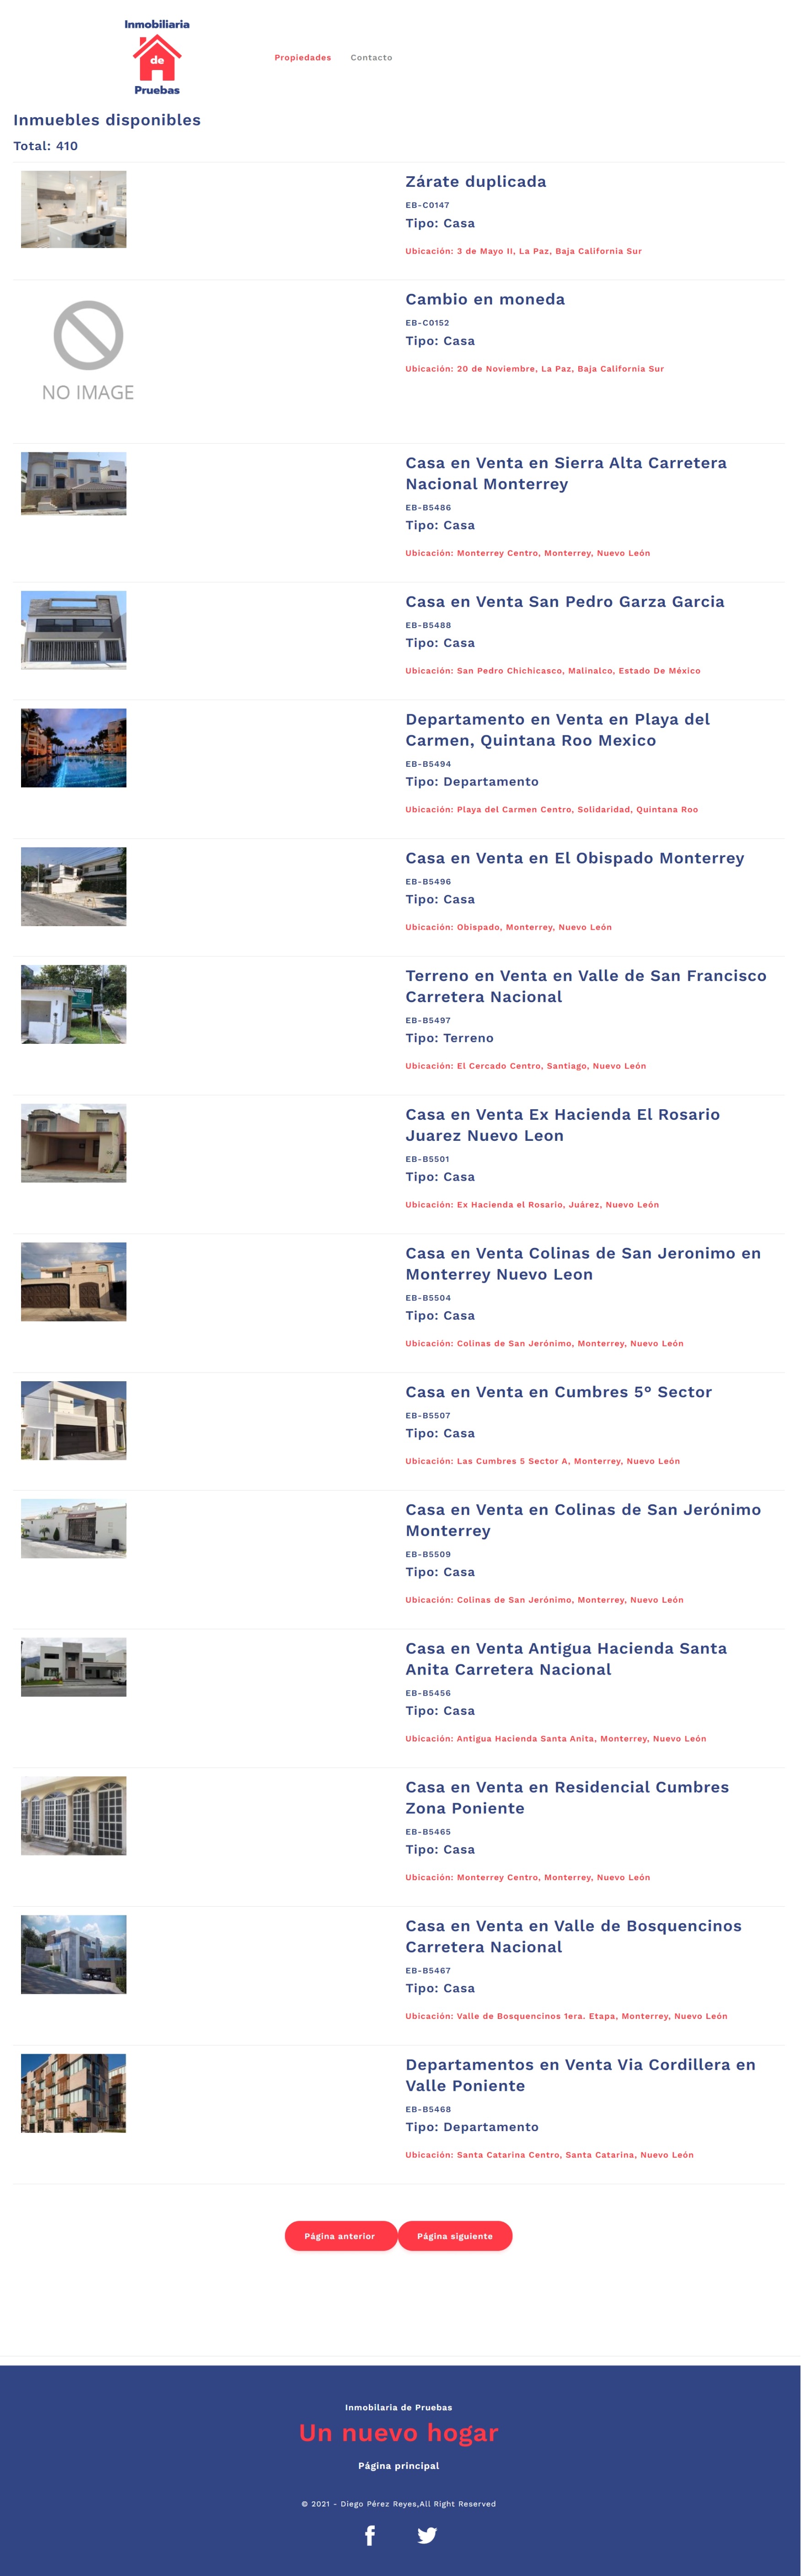 Inmobiliaria
de
Pruebas
Propiedades Contacto
Inmuebles disponibles
Total: 410
Zárate duplicada
EB-C0147
Tipo: Casa
Ubicación: 3 de Mayo II, La Paz, Baja California Sur
NO IMAGE
Cambio en moneda
EB-C0152
Tipo: Casa
Ubicación: 20 de Noviembre, La Paz, Baja California Sur
Casa en Venta en Sierra Alta Carretera
Nacional Monterrey
EB-B5486
Tipo: Casa
Ubicación: Monterrey Centro, Monterrey, Nuevo León
Casa en Venta San Pedro Garza Garcia
EB-B5488
Tipo: Casa
Ubicación: San Pedro Chichicasco, Malinalco, Estado De México
Departamento en Venta en Playa del
Carmen, Quintana Roo Mexico
EB-B5494
Tipo: Departamento
Ubicación: Playa del Carmen Centro, Solidaridad, Quintana Roo
Casa en Venta en El Obispado Monterrey
EB-B5496
Tipo: Casa
Ubicación: Obispado, Monterrey, Nuevo León
Terreno en Venta en Valle de San Francisco
Carretera Nacional
EB-B5497
Tipo: Terreno
Ubicación: El Cercado Centro, Santiago, Nuevo León
Casa en Venta Ex Hacienda El Rosario
Juarez Nuevo Leon
EB-B5501
Tipo: Casa
Ubicación: Ex Hacienda el Rosario, Juárez, Nuevo León
Casa en Venta Colinas de San Jeronimo en
Monterrey Nuevo Leon
EB-B5504
Tipo: Casa
Ubicación: Colinas de San Jerónimo, Monterrey, Nuevo León
Casa en Venta en Cumbres 5° Sector
EB-B5507
Tipo: Casa
Ubicación: Las Cumbres 5 Sector A, Monterrey, Nuevo León
Casa en Venta en Colinas de San Jerónimo
Monterrey
EB-B5509
Tipo: Casa
Ubicación: Colinas de San Jerónimo, Monterrey, Nuevo León
Casa en Venta Antigua Hacienda Santa
Anita Carretera Nacional
EB-B5456
Tipo: Casa
Ubicación: Antigua Hacienda Santa Anita, Monterrey, Nuevo León
Casa en Venta en Residencial Cumbres
Zona Poniente
EB-B5465
Tipo: Casa
Ubicación: Monterrey Centro, Monterrey, Nuevo León
Casa en Venta en Valle de Bosquencinos
Carretera Nacional
EB-B5467
Tipo: Casa
Ubicación: Valle de Bosquencinos 1era. Etapa, Monterrey, Nuevo León
Departamentos en Venta Via Cordillera en
Valle Poniente
EB-B5468
Tipo: Departamento
Ubicación: Santa Catarina Centro, Santa Catarina, Nuevo León
Página anterior Página siguiente
Inmobilaria de Pruebas
Un nuevo hogar
Página principal
© 2021 - Diego Pérez Reyes,All Right Reserved